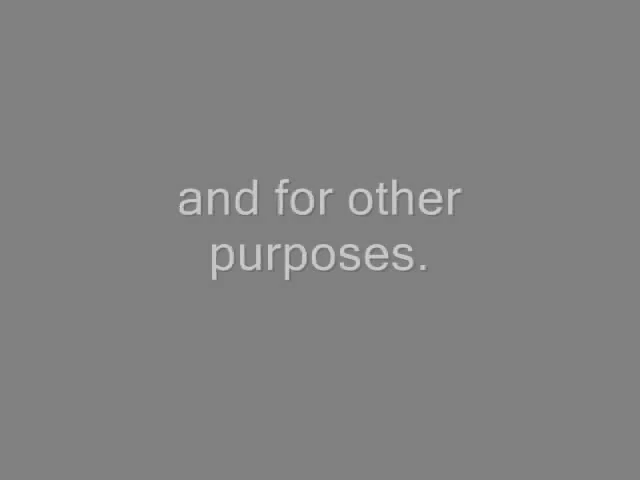 and for other
purposes.